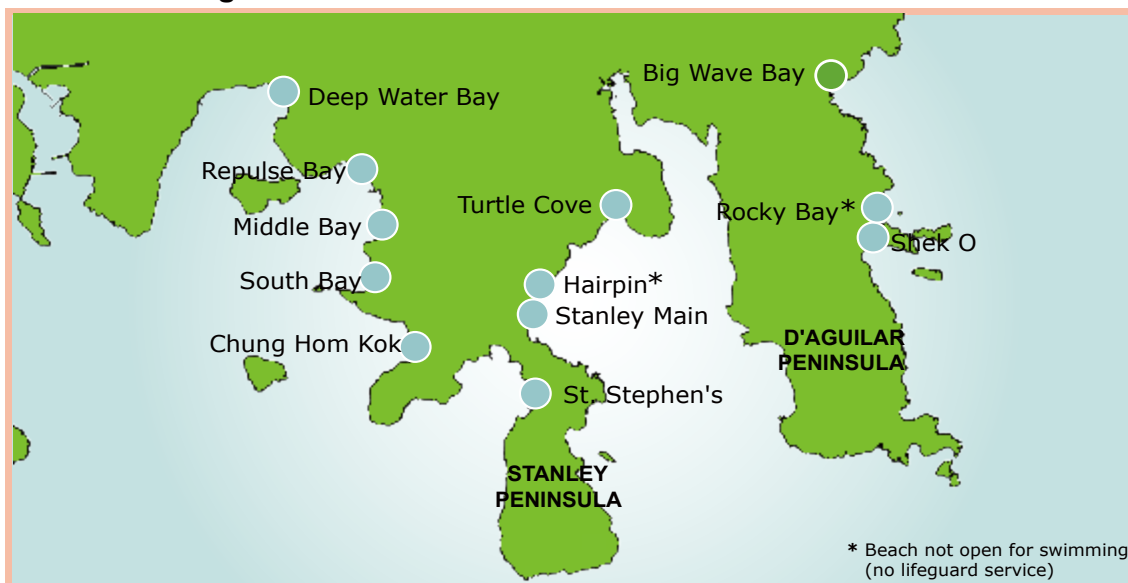 Big Wave Bay
Deep Water Bay
Repulse Bay
Turtle Cove
Rocky Bay*
Middle Bay
Shek O
South Bay
Hairpin*
Stanley Main
Chung Hom Kok
D'AGUILAR
PENINSULA
St. Stephen's
STANLEY
PENINSULA
* Beach not open for swimming
(no lifeguard service)